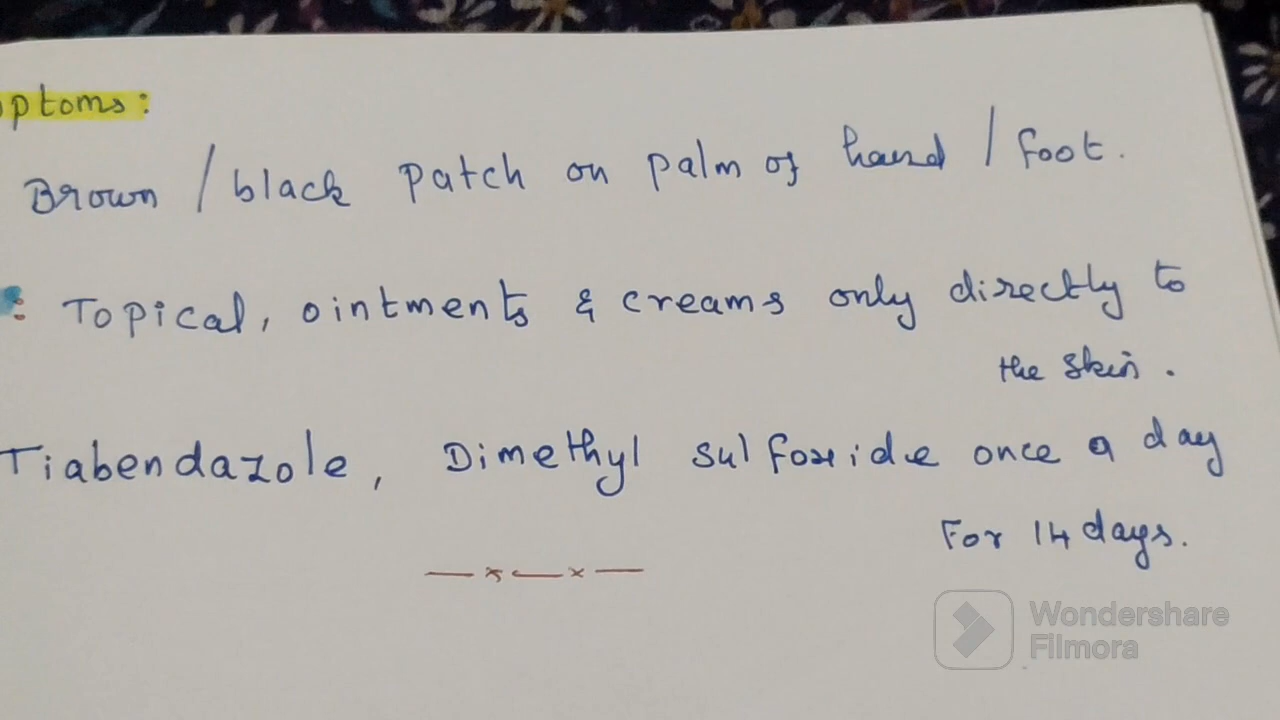 ptoms:
Brown / black patch on palm of hand / foot.
: Topical, ointments & creams only directly to
the skin.
Tiabendazole, Dimethyl sulfoxide once a day
For 14 days.
Wondershare
Filmora